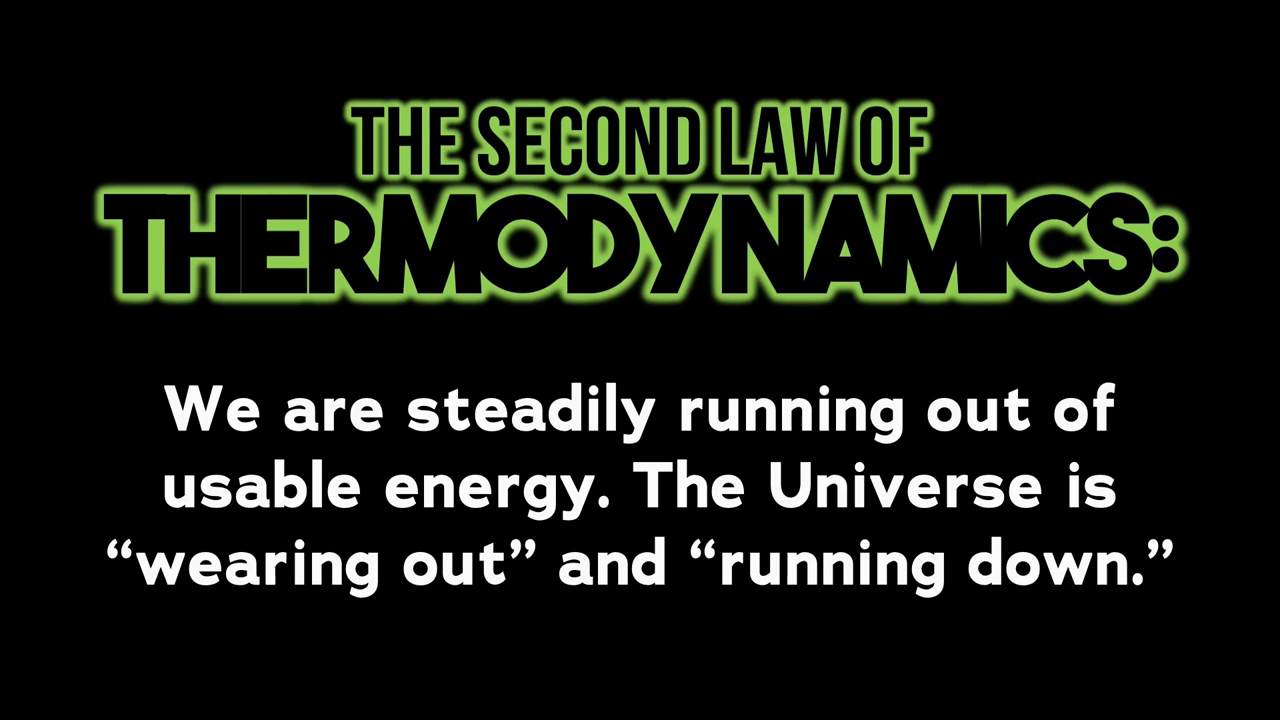 THE SECOND LAW OF
THERMODYNAMICS:
We are steadily running out of
usable energy. The Universe is
“wearing out” and “running down.”